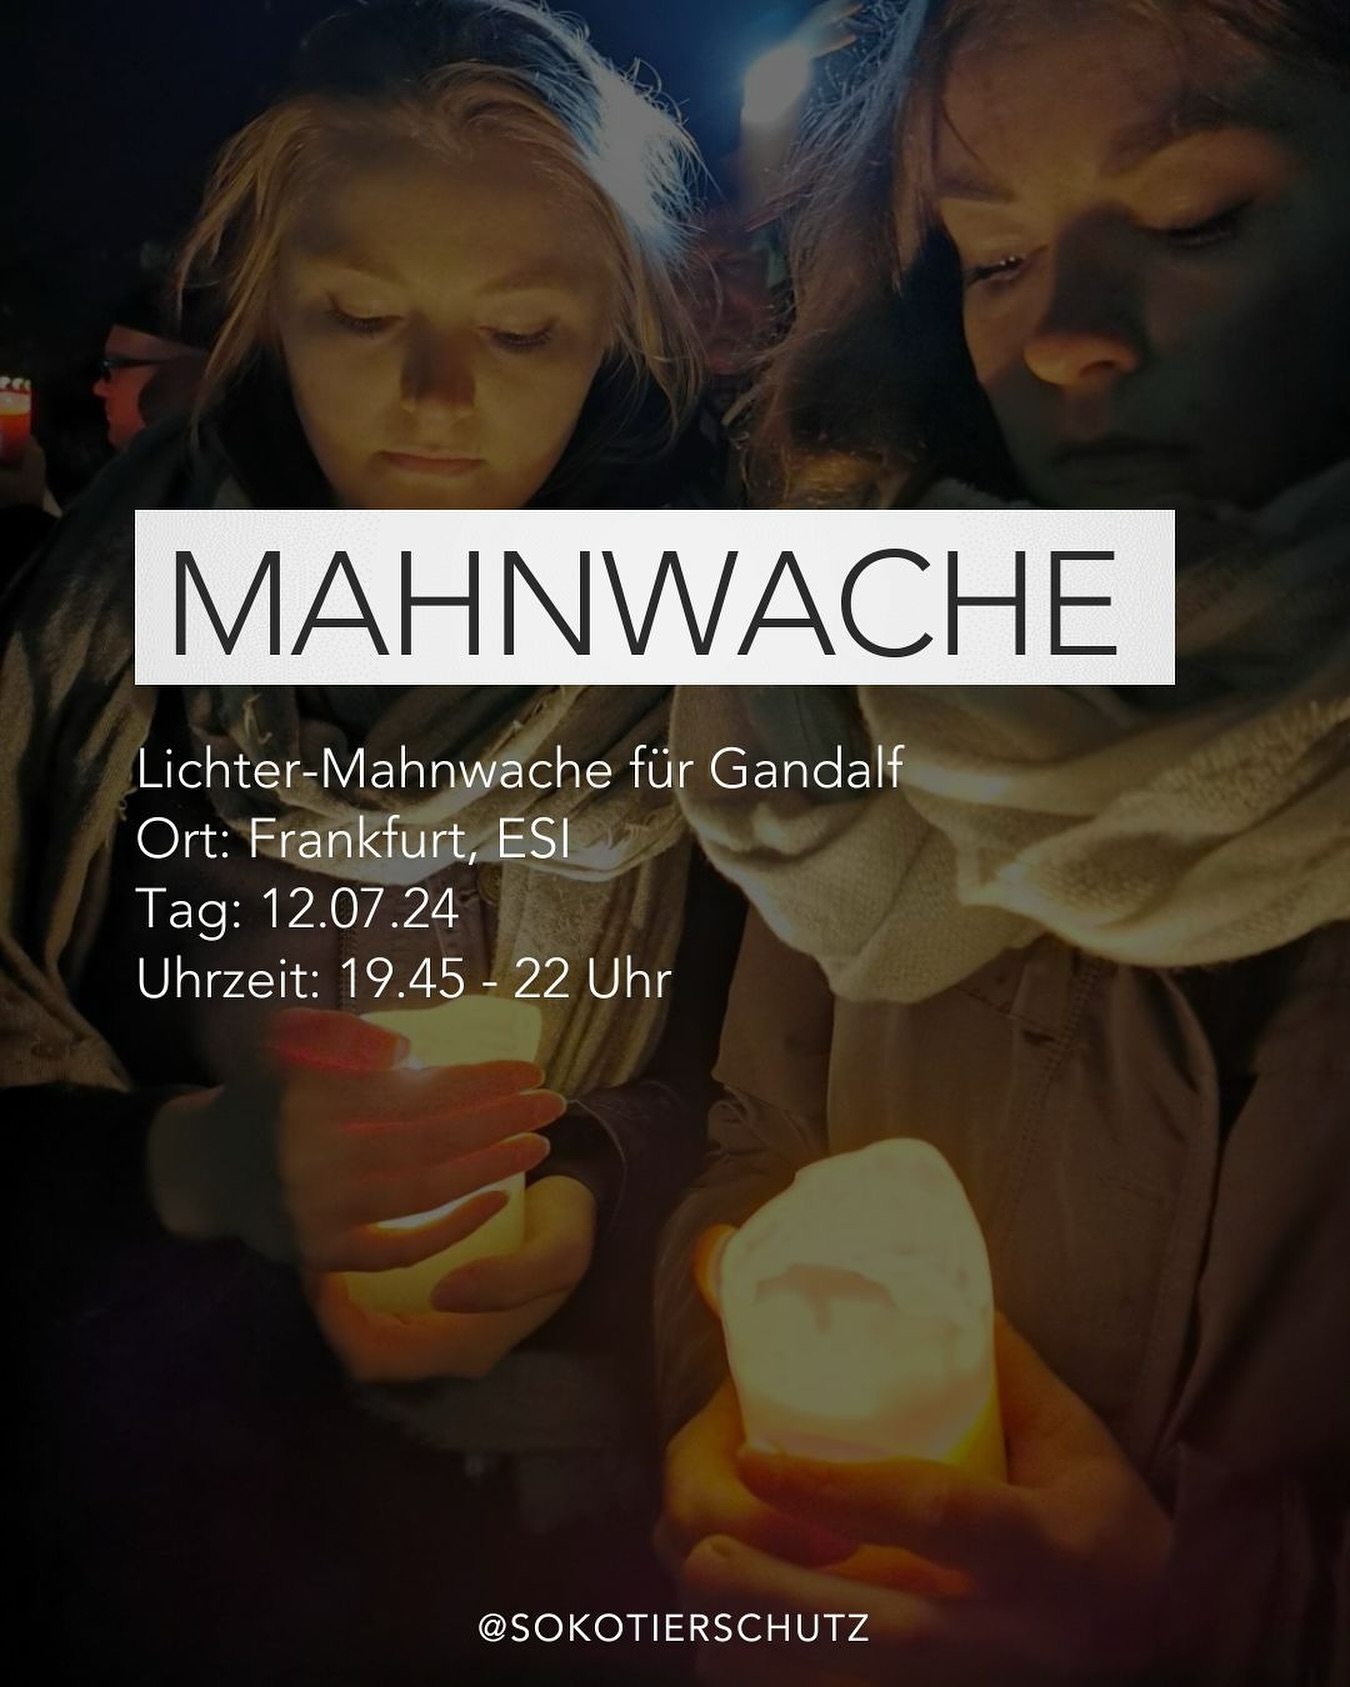 MAHNWACHE
Lichter-Mahnwache für Gandalf
Ort: Frankfurt, ESI
Tag: 12.07.24
Uhrzeit: 19.45 - 22 Uhr
@SOKOTIERSCHUTZ